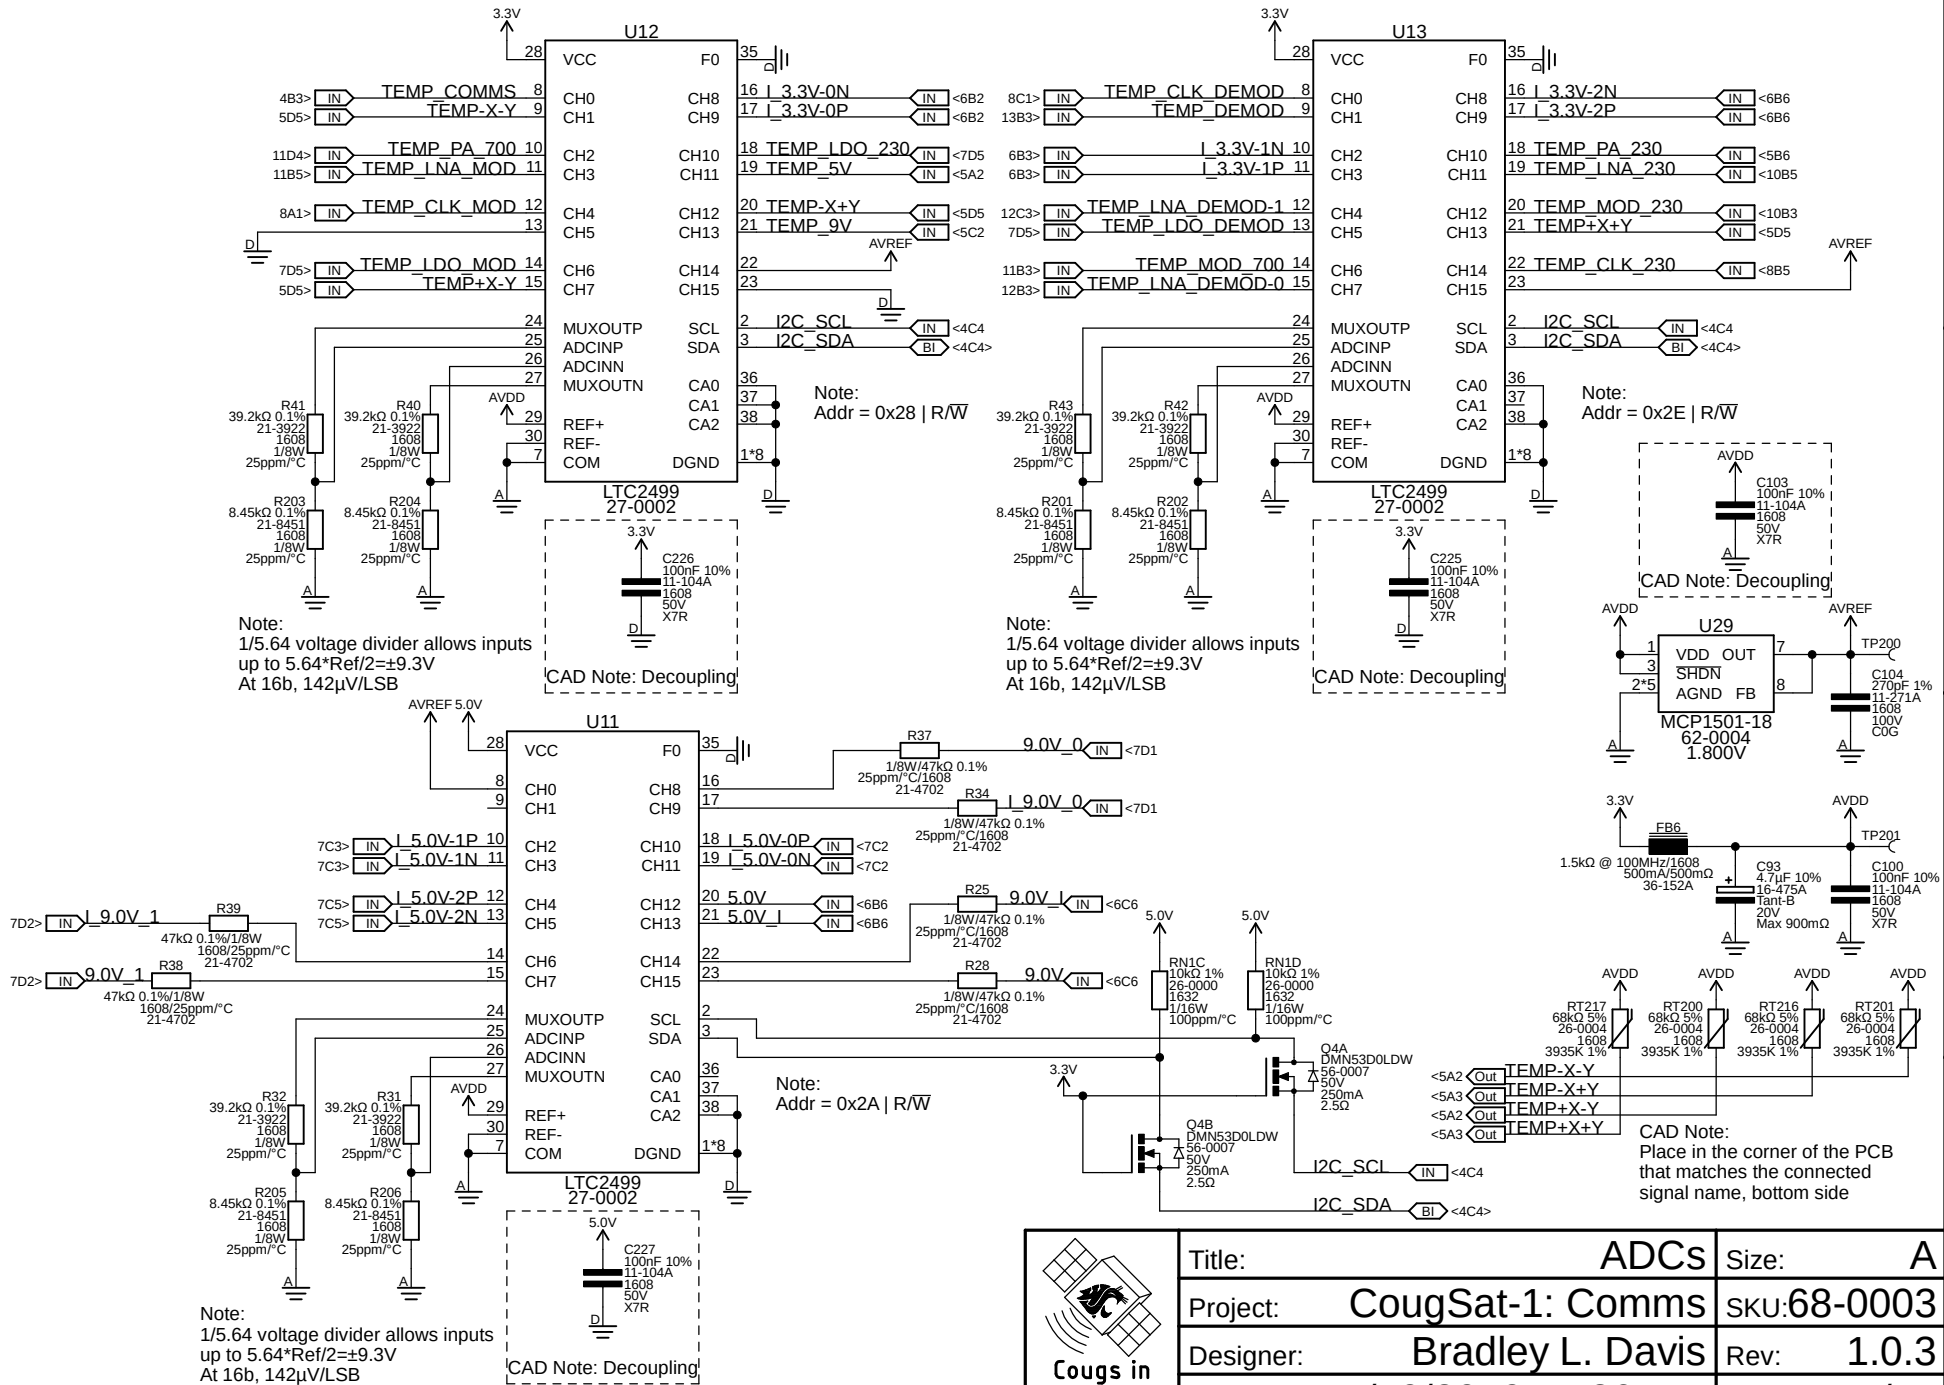 3.3V
U12
28 VCC F0 35 D
4B3> IN TEMP_COMMS 8 CH0 CH8 16 I_3.3V-0N IN <6B2
5D5> IN TEMP-X-Y 9 CH1 CH9 17 I_3.3V-0P IN <6B2
11D4> IN TEMP_PA_700 10 CH2 CH10 18 TEMP_LDO_230 IN <7D5
11B5> IN TEMP_LNA_MOD 11 CH3 CH11 19 TEMP_5V IN <5A2
8A1> IN TEMP_CLK_MOD 12 CH4 CH12 20 TEMP-X+Y IN <5D5
D 13 CH5 CH13 21 TEMP_9V IN <5C2
AVREF
7D5> IN TEMP_LDO_MOD 14 CH6 CH14 22
5D5> IN TEMP+X-Y 15 CH7 CH15 23
D
24 MUXOUTP SCL 2 I2C_SCL IN <4C4
25 ADCINP SDA 3 I2C_SDA BI <4C4>
26 ADCINN
27 MUXOUTN CA0 36
CA1 37
AVDD 29 REF+ CA2 38
30 REF-
7 COM DGND 1*8
A D
LTC2499
27-0002
Note:
Addr = 0x28 | R/W
R41
39.2kΩ 0.1%
21-3922
1608
1/8W
25ppm/°C
R40
39.2kΩ 0.1%
21-3922
1608
1/8W
25ppm/°C
R203
8.45kΩ 0.1%
21-8451
1608
1/8W
25ppm/°C
A
R204
8.45kΩ 0.1%
21-8451
1608
1/8W
25ppm/°C
A
3.3V
C226
100nF 10%
11-104A
1608
50V
X7R
D
CAD Note: Decoupling
Note:
1/5.64 voltage divider allows inputs
up to 5.64*Ref/2=±9.3V
At 16b, 142µV/LSB
3.3V
U13
28 VCC F0 35 D
8C1> IN TEMP_CLK_DEMOD 8 CH0 CH8 16 I_3.3V-2N IN <6B6
13B3> IN TEMP_DEMOD 9 CH1 CH9 17 I_3.3V-2P IN <6B6
6B3> IN I_3.3V-1N 10 CH2 CH10 18 TEMP_PA_230 IN <5B6
6B3> IN I_3.3V-1P 11 CH3 CH11 19 TEMP_LNA_230 IN <10B5
12C3> IN TEMP_LNA_DEMOD-1 12 CH4 CH12 20 TEMP_MOD_230 IN <10B3
7D5> IN TEMP_LDO_DEMOD 13 CH5 CH13 21 TEMP+X+Y IN <5D5
AVREF
11B3> IN TEMP_MOD_700 14 CH6 CH14 22 TEMP_CLK_230 IN <8B5
12B3> IN TEMP_LNA_DEMOD-0 15 CH7 CH15 23
24 MUXOUTP SCL 2 I2C_SCL IN <4C4
25 ADCINP SDA 3 I2C_SDA BI <4C4>
26 ADCINN
27 MUXOUTN CA0 36
CA1 37
AVDD 29 REF+ CA2 38
30 REF-
7 COM DGND 1*8
A D
LTC2499
27-0002
Note:
Addr = 0x2E | R/W
R43
39.2kΩ 0.1%
21-3922
1608
1/8W
25ppm/°C
R42
39.2kΩ 0.1%
21-3922
1608
1/8W
25ppm/°C
R201
8.45kΩ 0.1%
21-8451
1608
1/8W
25ppm/°C
A
R202
8.45kΩ 0.1%
21-8451
1608
1/8W
25ppm/°C
A
3.3V
C225
100nF 10%
11-104A
1608
50V
X7R
D
CAD Note: Decoupling
Note:
1/5.64 voltage divider allows inputs
up to 5.64*Ref/2=±9.3V
At 16b, 142µV/LSB
AVDD
C103
100nF 10%
11-104A
1608
50V
X7R
A
CAD Note: Decoupling
AVDD AVREF
U29
1 VDD OUT 7 TP200
3 SHDN
2*5 AGND FB 8
MCP1501-18
62-0004
1.800V
A
C104
270pF 1%
11-271A
1608
100V
C0G
A
3.3V AVDD
FB6
TP201
1.5kΩ @ 100MHz/1608
500mA/500mΩ
36-152A
+
C93
4.7µF 10%
16-475A
Tant-B
20V
Max 900mΩ
A
C100
100nF 10%
11-104A
1608
50V
X7R
A
AVREF 5.0V
U11
28 VCC F0 35 D
8 CH0 CH8 16
9 CH1 CH9 17
7C3> IN I_5.0V-1P 10 CH2 CH10 18 I_5.0V-0P IN <7C2
7C3> IN I_5.0V-1N 11 CH3 CH11 19 I_5.0V-0N IN <7C2
7C5> IN I_5.0V-2P 12 CH4 CH12 20 5.0V IN <6B6
7C5> IN I_5.0V-2N 13 CH5 CH13 21 5.0V_I IN <6B6
14 CH6 CH14 22
15 CH7 CH15 23
24 MUXOUTP SCL 2
25 ADCINP SDA 3
26 ADCINN
27 MUXOUTN CA0 36
CA1 37
AVDD 29 REF+ CA2 38
30 REF-
7 COM DGND 1*8
A D
LTC2499
27-0002
Note:
Addr = 0x2A | R/W
R37 9.0V_0 IN <7D1
1/8W/47kΩ 0.1%
25ppm/°C/1608
21-4702
R34 I_9.0V_0 IN <7D1
1/8W/47kΩ 0.1%
25ppm/°C/1608
21-4702
R25 9.0V_I IN <6C6
1/8W/47kΩ 0.1%
25ppm/°C/1608
21-4702
R28 9.0V IN <6C6
1/8W/47kΩ 0.1%
25ppm/°C/1608
21-4702
7D2> IN I_9.0V_1 R39
47kΩ 0.1%/1/8W
1608/25ppm/°C
21-4702
7D2> IN 9.0V_1 R38
47kΩ 0.1%/1/8W
1608/25ppm/°C
21-4702
R32
39.2kΩ 0.1%
21-3922
1608
1/8W
25ppm/°C
R31
39.2kΩ 0.1%
21-3922
1608
1/8W
25ppm/°C
R205
8.45kΩ 0.1%
21-8451
1608
1/8W
25ppm/°C
A
R206
8.45kΩ 0.1%
21-8451
1608
1/8W
25ppm/°C
A
5.0V
C227
100nF 10%
11-104A
1608
50V
X7R
D
CAD Note: Decoupling
Note:
1/5.64 voltage divider allows inputs
up to 5.64*Ref/2=±9.3V
At 16b, 142µV/LSB
5.0V 5.0V
RN1C
10kΩ 1%
26-0000
1632
1/16W
100ppm/°C
RN1D
10kΩ 1%
26-0000
1632
1/16W
100ppm/°C
3.3V
Q4A
DMN53D0LDW
56-0007
50V
250mA
2.5Ω
Q4B
DMN53D0LDW
56-0007
50V
250mA
2.5Ω
I2C_SCL IN <4C4
I2C_SDA BI <4C4>
AVDD AVDD AVDD AVDD
RT217
68kΩ 5%
26-0004
1608
3935K 1%
RT200
68kΩ 5%
26-0004
1608
3935K 1%
RT216
68kΩ 5%
26-0004
1608
3935K 1%
RT201
68kΩ 5%
26-0004
1608
3935K 1%
<5A2 Out TEMP-X-Y
<5A3 Out TEMP-X+Y
<5A2 Out TEMP+X-Y
<5A3 Out TEMP+X+Y
CAD Note:
Place in the corner of the PCB
that matches the connected
signal name, bottom side
Cougs in
Title: ADCs Size: A
Project: CougSat-1: Comms SKU: 68-0003
Designer: Bradley L. Davis Rev: 1.0.3